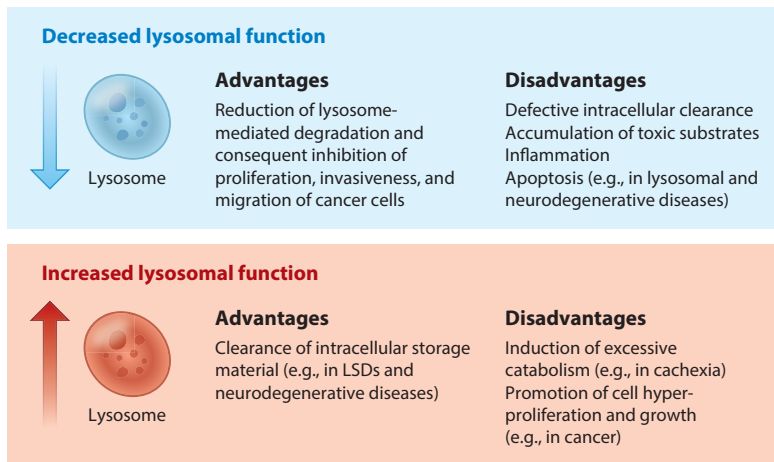 Decreased lysosomal function
Lysosome
Advantages
Reduction of lysosome-
mediated degradation and
consequent inhibition of
proliferation, invasiveness, and
migration of cancer cells
Disadvantages
Defective intracellular clearance
Accumulation of toxic substrates
Inflammation
Apoptosis (e.g., in lysosomal and
neurodegenerative diseases)
Increased lysosomal function
Lysosome
Advantages
Clearance of intracellular storage
material (e.g., in LSDs and
neurodegenerative diseases)
Disadvantages
Induction of excessive
catabolism (e.g., in cachexia)
Promotion of cell hyper-
proliferation and growth
(e.g., in cancer)